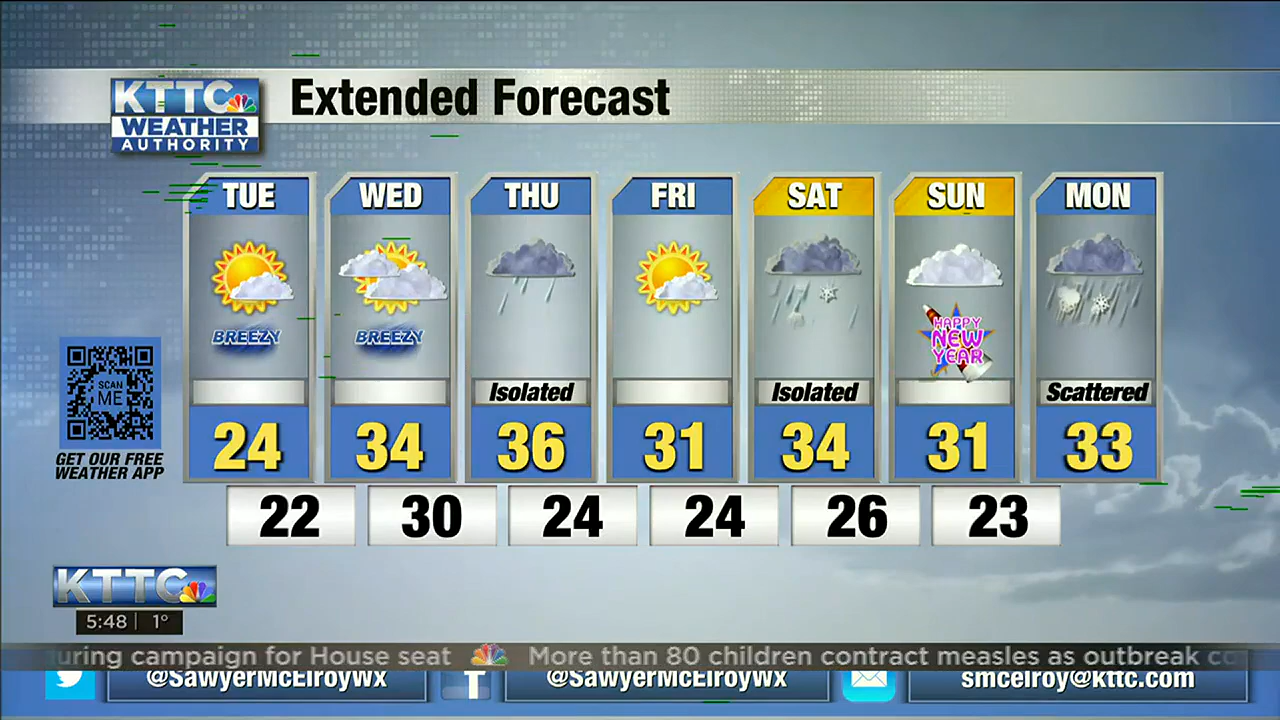 KTTC
WEATHER
AUTHORITY
Extended Forecast
TUE WED THU FRI SAT SUN MON
BREEZY BREEZY
HAPPY
NEW
YEAR
Isolated Isolated Scattered
24 34 36 31 34 31 33
22 30 24 24 26 23
SCAN
ME
GET OUR FREE
WEATHER APP
KTTC
5:48 1°
uring campaign for House seat More than 80 children contract measles as outbreak
@SawyerMcElroyWx @SawyerMcElroyWx smcelroy@kttc.com